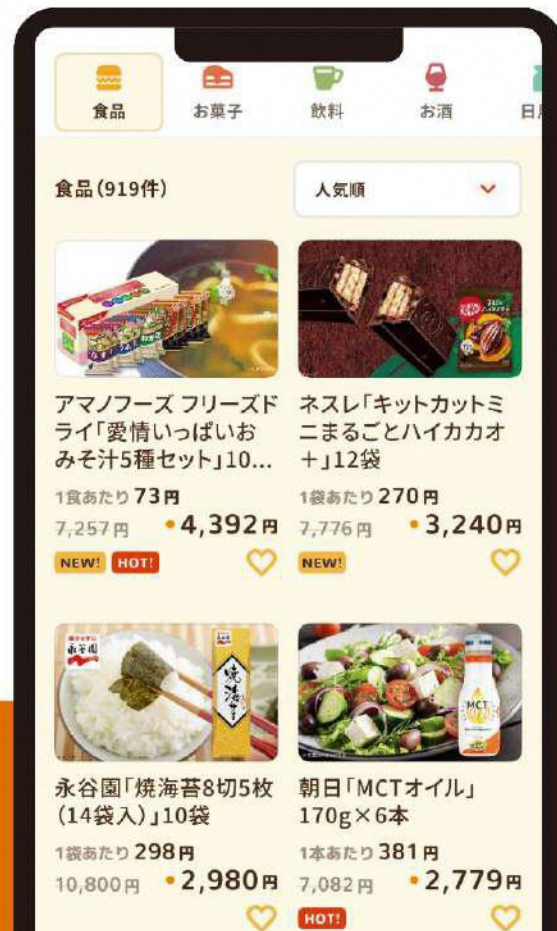 食品
お菓子
飲料
お酒
食品(919件)
人気順
アマノフーズ フリーズド
ライ「愛情いっぱいお
みそ汁5種セット」10...
1食あたり 73円
7,257円 4,392円
NEW! HOT!
ネスレ「キットカットミ
ニまるごとハイカカオ
+」12袋
1袋あたり 270円
7,776円 3,240円
NEW!
永谷園
焼海苔
永谷園「焼海苔8切5枚
(14袋入)」10袋
1袋あたり 298円
10,800円 2,980円
MCT
朝日「MCTオイル」
170g×6本
1本あたり 381円
7,082円 2,779円
HOT!